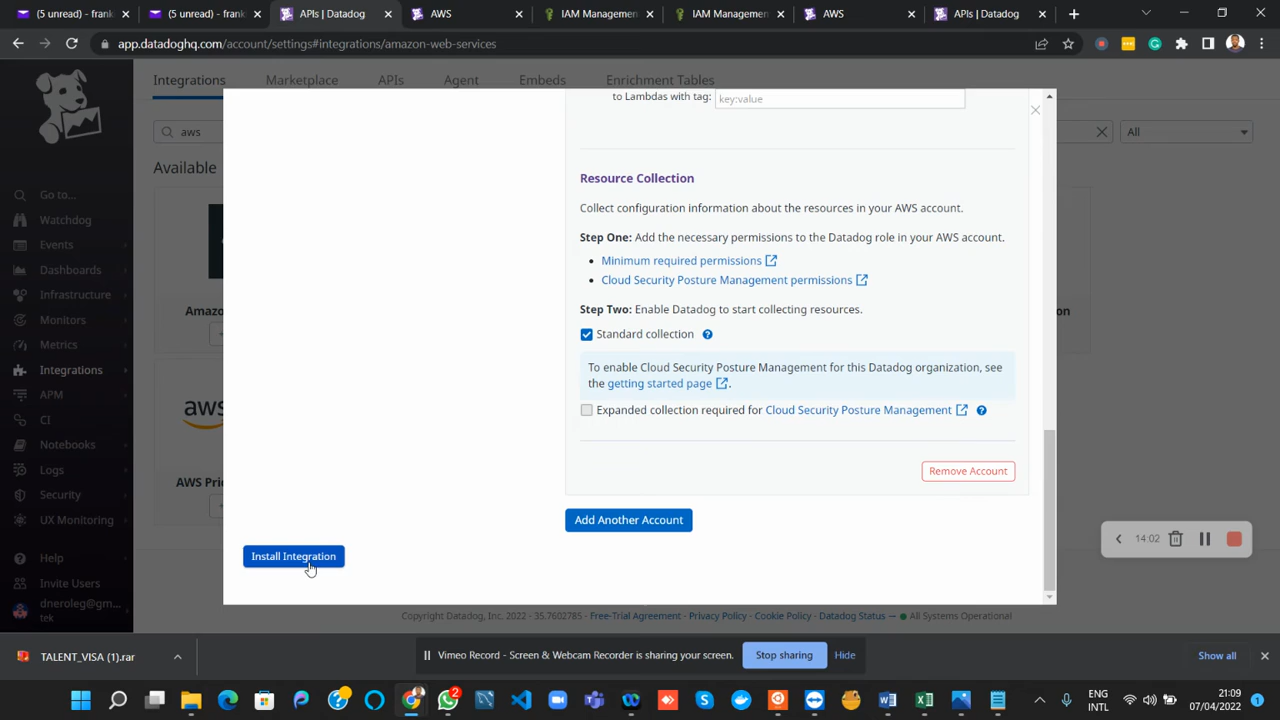 (5 unread) - frank
(5 unread) - frank
APIs | Datadog
AWS
IAM Managemen
IAM Managemen
AWS
APIs | Datadog
app.datadoghq.com/account/settings#integrations/amazon-web-services
Integrations
Marketplace
APIs
Agent
Embeds
Enrichment Tables
to Lambdas with tag:
key:value
aws
All
Available
Resource Collection
Go to...
Collect configuration information about the resources in your AWS account.
Watchdog
Step One: Add the necessary permissions to the Datadog role in your AWS account.
Events
Minimum required permissions
Dashboards
Cloud Security Posture Management permissions
Infrastructure
Step Two: Enable Datadog to start collecting resources.
Amazo
on
Monitors
Standard collection
Metrics
Integrations
To enable Cloud Security Posture Management for this Datadog organization, see
the getting started page.
APM
aws
Expanded collection required for Cloud Security Posture Management
CI
Notebooks
Logs
Remove Account
AWS Pri
Security
UX Monitoring
Add Another Account
Install Integration
Help
Invite Users
dneroleg@gm...
tek
14:02
Copyright Datadog, Inc. 2022 - 35.7602785 - Free-Trial Agreement - Privacy Policy - Cookie Policy - Datadog Status → All Systems Operational
TALENT_VISA (1).rar
Vimeo Record - Screen & Webcam Recorder is sharing your screen.
Stop sharing
Hide
Show all
2
ENG
INTL
21:09
07/04/2022